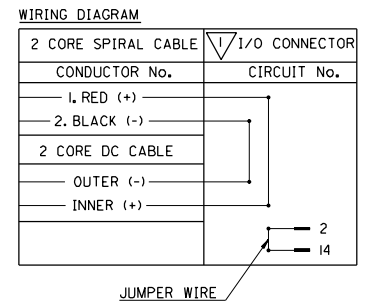 WIRING DIAGRAM
2 CORE SPIRAL CABLE 1 I/O CONNECTOR
CONDUCTOR No. CIRCUIT No.
1. RED (+)
2. BLACK (-)
2 CORE DC CABLE
OUTER (-)
INNER (+)
2
14
JUMPER WIRE